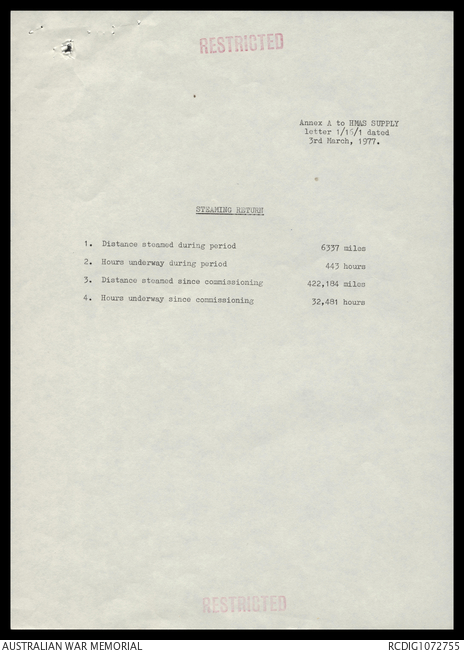 RESTRICTED
Annex A to HMAS SUPPLY
letter 1/16/1 dated
3rd March, 1977.
STEAMING RETURN
1. Distance steamed during period 6337 miles
2. Hours underway during period 443 hours
3. Distance steamed since commissioning 422,184 miles
4. Hours underway since commissioning 32,481 hours
RESTRICTED
AUSTRALIAN WAR MEMORIAL RCDIG1072755